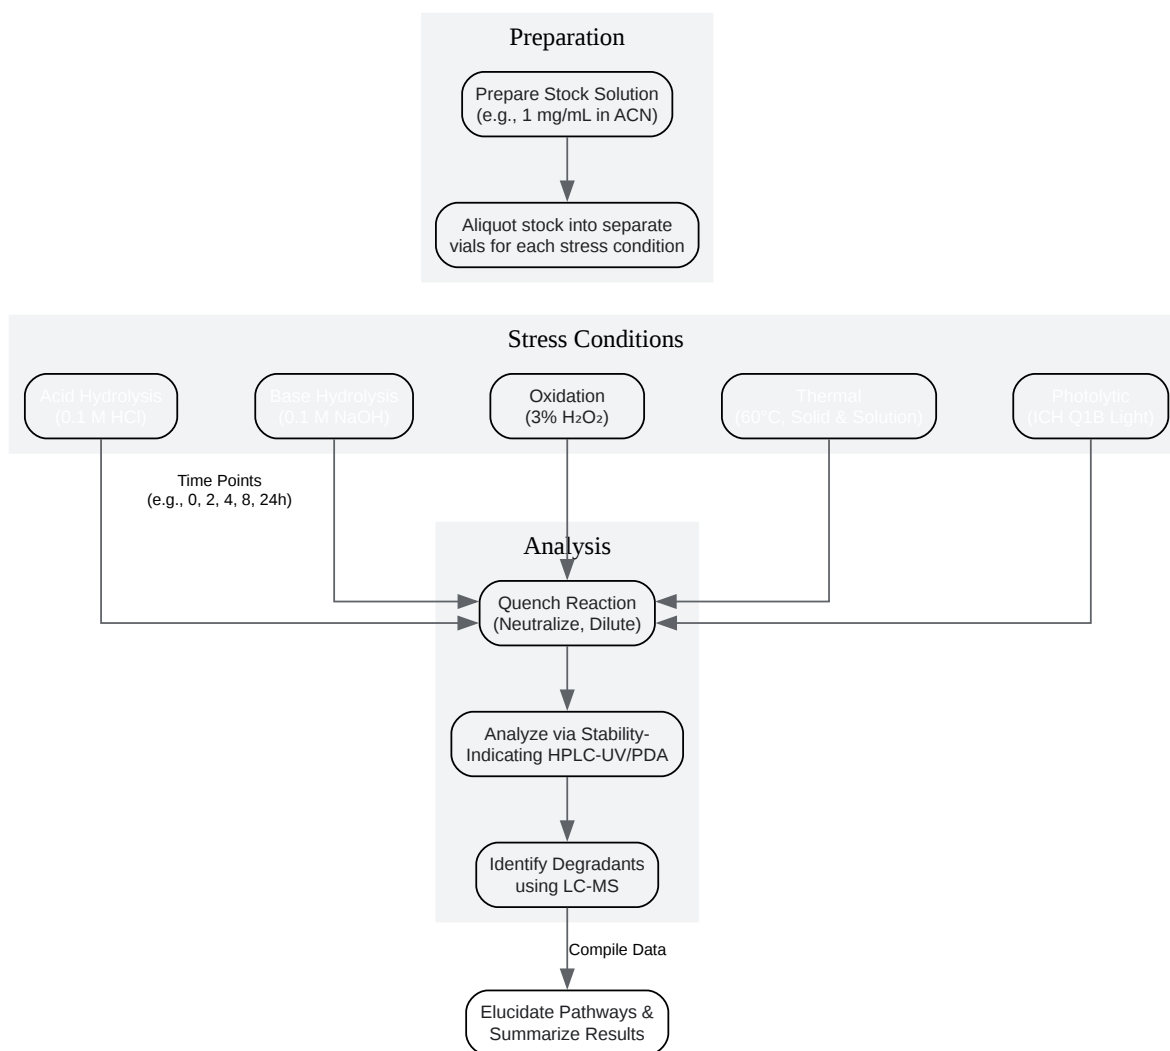 Preparation
Prepare Stock Solution
(e.g., 1 mg/mL in ACN)
Aliquot stock into separate
vials for each stress condition
Stress Conditions
Acid Hydrolysis
(0.1 M HCl)
Base Hydrolysis
(0.1 M NaOH)
Oxidation
(3% H₂O₂)
Thermal
(60°C, Solid & Solution)
Photolytic
(ICH Q1B Light)
Time Points
(e.g., 0, 2, 4, 8, 24h)
Analysis
Quench Reaction
(Neutralize, Dilute)
Analyze via Stability-
Indicating HPLC-UV/PDA
Identify Degradants
using LC-MS
Compile Data
Elucidate Pathways &
Summarize Results